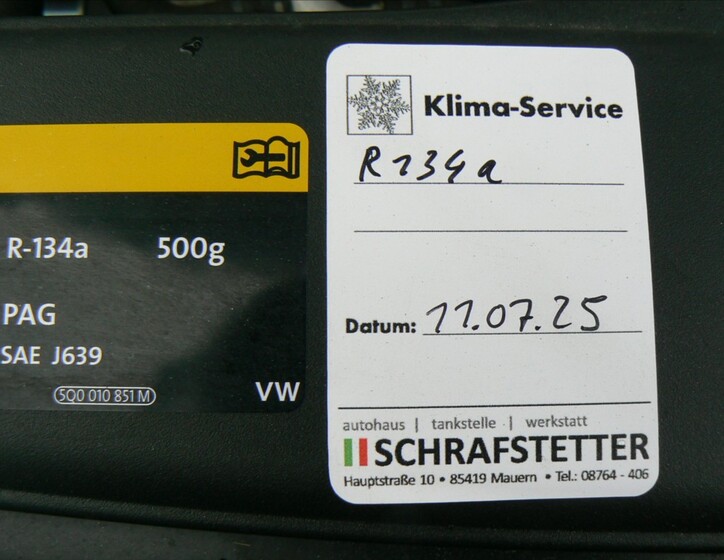 R-134a 500g
PAG
SAE J639
5Q0 010 851 M
VW
Klima-Service
R134a
Datum: 11.07.25
autohaus | tankstelle | werkstatt
SCHRAFSTETTER
Hauptstraße 10 • 85419 Mauern • Tel.: 08764 - 406